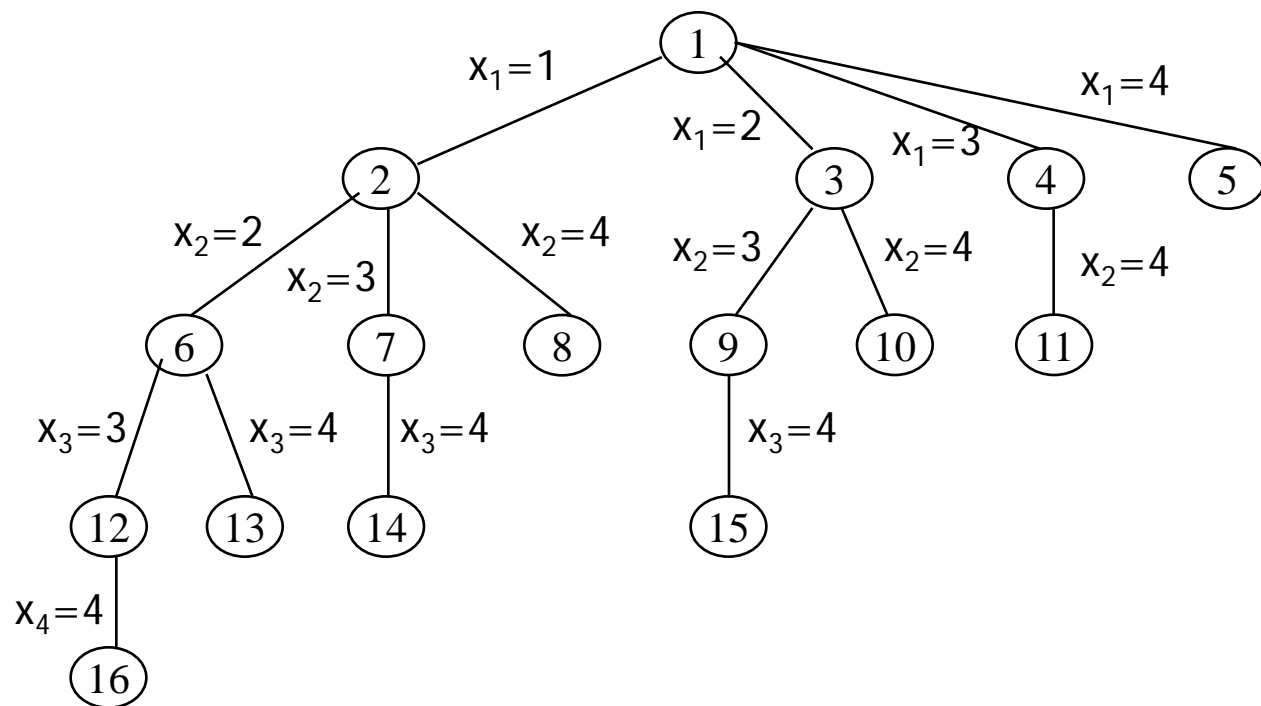 1
x₁=1
x₁=2
x₁=3
x₁=4
2
3
4
5
x₂=2
x₂=3
x₂=4
x₂=3
x₂=4
x₂=4
6
7
8
9
10
11
x₃=3
x₃=4
x₃=4
x₃=4
12
13
14
15
x₄=4
16